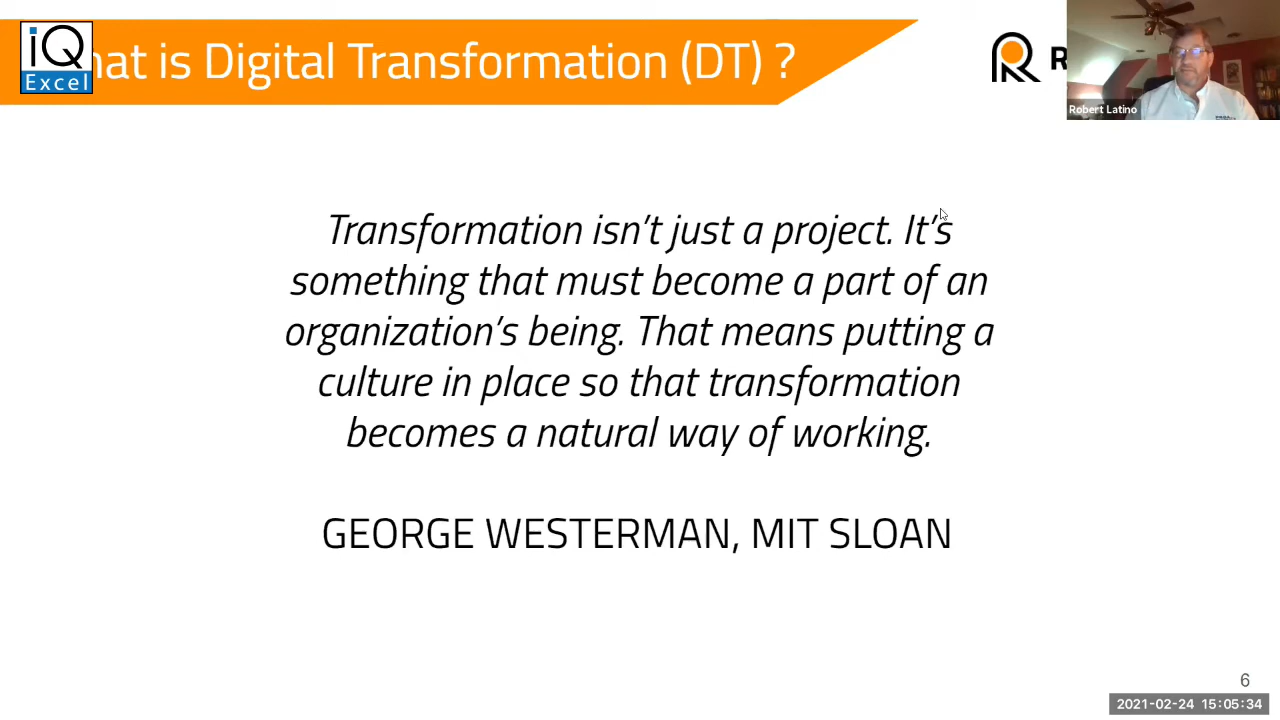 iQ
Excel
hat is Digital Transformation (DT) ?
R
Robert Latino
Transformation isn’t just a project. It’s
something that must become a part of an
organization’s being. That means putting a
culture in place so that transformation
becomes a natural way of working.
GEORGE WESTERMAN, MIT SLOAN
6
2021-02-24 15:05:34